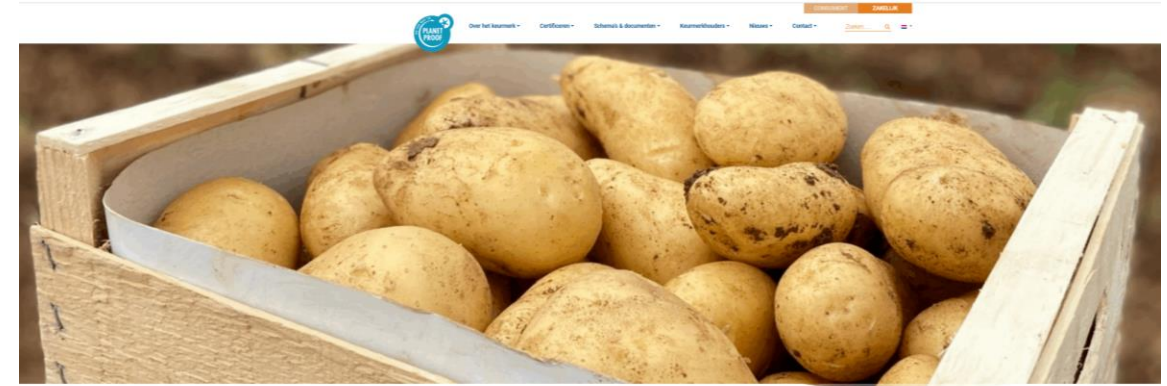 CONSUMENT ZAKELIJK
PLANET PROOF
Over het keurmerk Certificeren Schema's & documenten Keurmerkhouders Nieuws Contact Zoeken